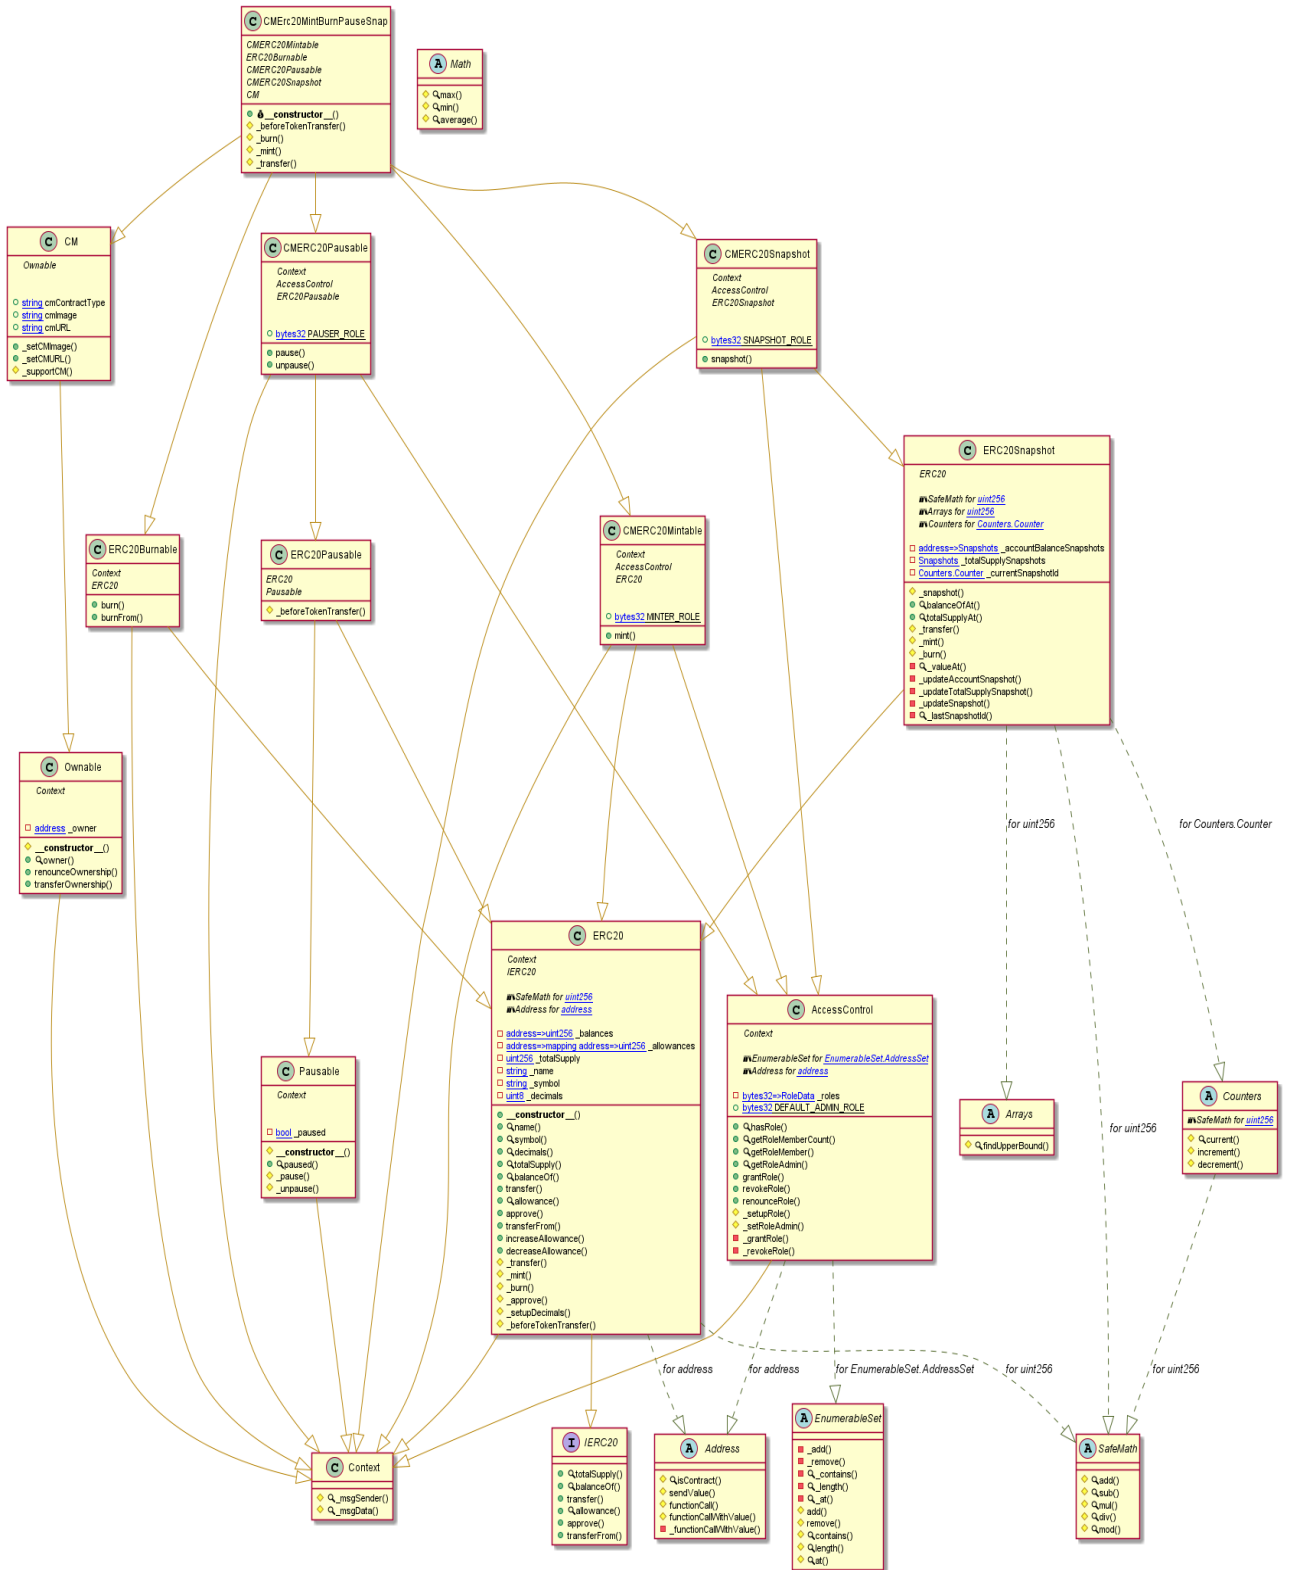 C CMErc20MintBurnPauseSnap
CMERC20Mintable
ERC20Burnable
CMERC20Pausable
CMERC20Snapshot
CM
__constructor__()
_beforeTokenTransfer()
_burn()
_mint()
_transfer()
A Math
max()
min()
average()
C CM
Ownable
string cmContractType
string cmImage
string cmURL
_setCMImage()
_setCMURL()
_supportCM()
C CMERC20Pausable
Context
AccessControl
ERC20Pausable
bytes32 PAUSER_ROLE
pause()
unpause()
C CMERC20Snapshot
Context
AccessControl
ERC20Snapshot
bytes32 SNAPSHOT_ROLE
snapshot()
C ERC20Snapshot
ERC20
SafeMath for uint256
Arrays for uint256
Counters for Counters.Counter
address=>Snapshots _accountBalanceSnapshots
Snapshots _totalSupplySnapshots
Counters.Counter _currentSnapshotId
_snapshot()
balanceOfAt()
totalSupplyAt()
_transfer()
_mint()
_burn()
_valueAt()
_updateAccountSnapshot()
_updateTotalSupplySnapshot()
_updateSnapshot()
_lastSnapshotId()
C ERC20Burnable
Context
ERC20
burn()
burnFrom()
C ERC20Pausable
ERC20
Pausable
_beforeTokenTransfer()
C CMERC20Mintable
Context
AccessControl
ERC20
bytes32 MINTER_ROLE
mint()
C Ownable
Context
address _owner
__constructor__()
owner()
renounceOwnership()
transferOwnership()
for uint256
for Counters.Counter
C ERC20
Context
IERC20
SafeMath for uint256
Address for address
address=>uint256 _balances
address=>mapping address=>uint256 _allowances
uint256 _totalSupply
string _name
string _symbol
uint8 _decimals
__constructor__()
name()
symbol()
decimals()
totalSupply()
balanceOf()
transfer()
allowance()
approve()
transferFrom()
increaseAllowance()
decreaseAllowance()
_transfer()
_mint()
_burn()
_approve()
_setupDecimals()
_beforeTokenTransfer()
C AccessControl
Context
EnumerableSet for EnumerableSet.AddressSet
Address for address
bytes32=>RoleData _roles
bytes32 DEFAULT_ADMIN_ROLE
hasRole()
getRoleMemberCount()
getRoleMember()
getRoleAdmin()
grantRole()
revokeRole()
renounceRole()
_setupRole()
_setRoleAdmin()
_grantRole()
_revokeRole()
C Pausable
Context
bool _paused
__constructor__()
paused()
_pause()
_unpause()
A Arrays
findUpperBound()
for uint256
A Counters
SafeMath for uint256
current()
increment()
decrement()
for address
for address
for EnumerableSet.AddressSet
for uint256
for uint256
C Context
_msgSender()
_msgData()
I IERC20
totalSupply()
balanceOf()
transfer()
allowance()
approve()
transferFrom()
A Address
isContract()
sendValue()
functionCall()
functionCallWithValue()
_functionCallWithValue()
A EnumerableSet
_add()
_remove()
_contains()
_length()
_at()
add()
remove()
contains()
length()
at()
A SafeMath
add()
sub()
mul()
div()
mod()